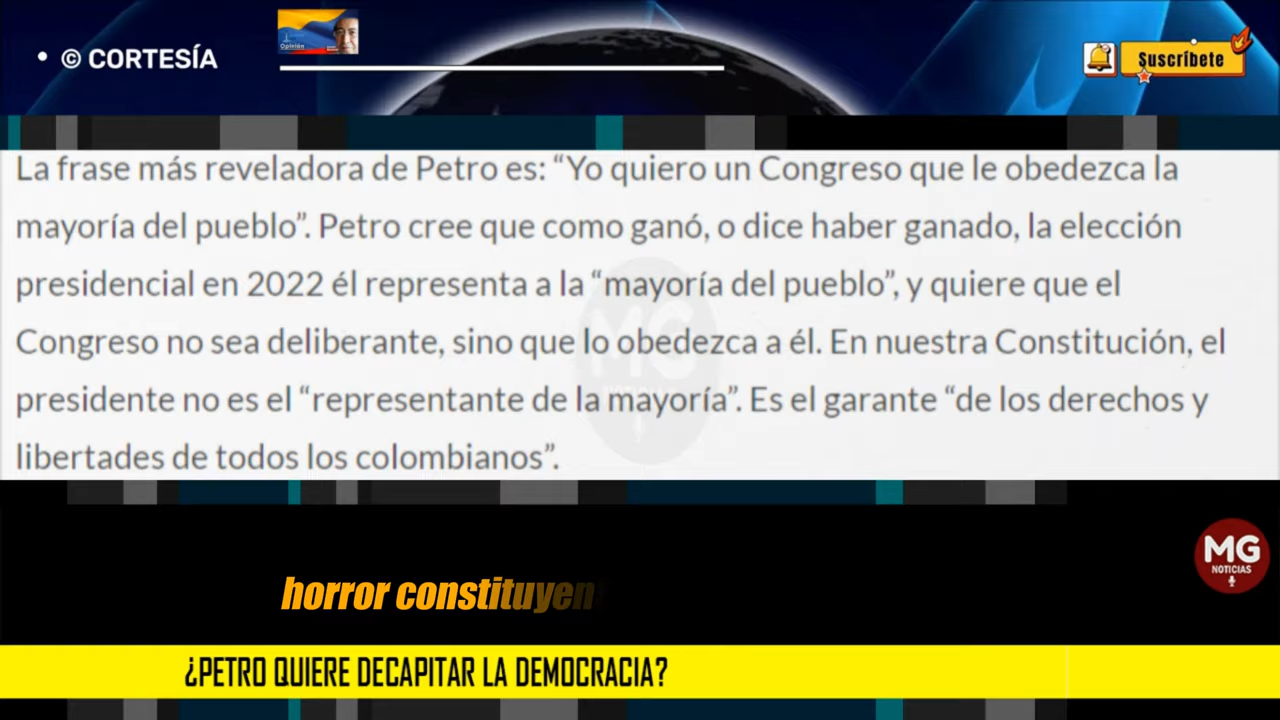 • © CORTESÍA
Opinión
Suscríbete
La frase más reveladora de Petro es: “Yo quiero un Congreso que le obedezca la
mayoría del pueblo”. Petro cree que como ganó, o dice haber ganado, la elección
presidencial en 2022 él representa a la “mayoría del pueblo”, y quiere que el
Congreso no sea deliberante, sino que lo obedezca a él. En nuestra Constitución, el
presidente no es el “representante de la mayoría”. Es el garante “de los derechos y
libertades de todos los colombianos”.
MG
NOTICIAS
horror constituyen
¿PETRO QUIERE DECAPITAR LA DEMOCRACIA?